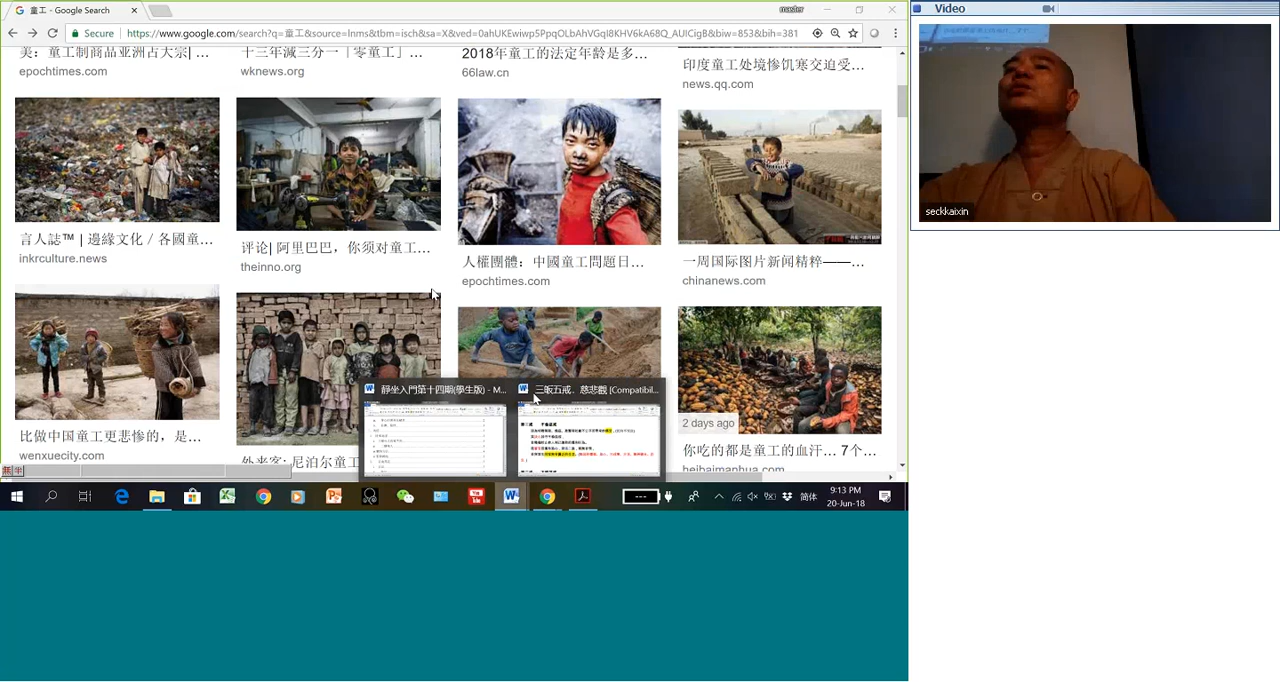 童工 - Google Search
master
Video
Secure
https://www.google.com/search?q=童工&source=lnms&tbm=isch&sa=X&ved=0ahUKEwiwp5PpqOLbAhVGql8KHV6kA68Q_AUICigB&biw=853&bih=381
美：童工制商品亚洲占大宗| ...
十三年減三分一「零童工」...
2018年童工的法定年龄是多...
印度童工处境惨饥寒交迫受...
epochtimes.com
wknews.org
66law.cn
news.qq.com
seckkaixin
言人誌™ | 邊緣文化 / 各國童...
评论| 阿里巴巴，你须对童工...
人權團體：中國童工問題日...
一周国际图片新闻精粹——...
inkrculture.news
theinno.org
epochtimes.com
chinanews.com
靜坐入門第十四期(學生版) - M...
三皈五戒、慈悲觀 [Compatibil...
2 days ago
比做中国童工更悲惨的，是...
外来客: 尼泊尔童工
你吃的都是童工的血汗... 7个...
wenxuecity.com
heibaimanhua.com
简体
9:13 PM
20-Jun-18